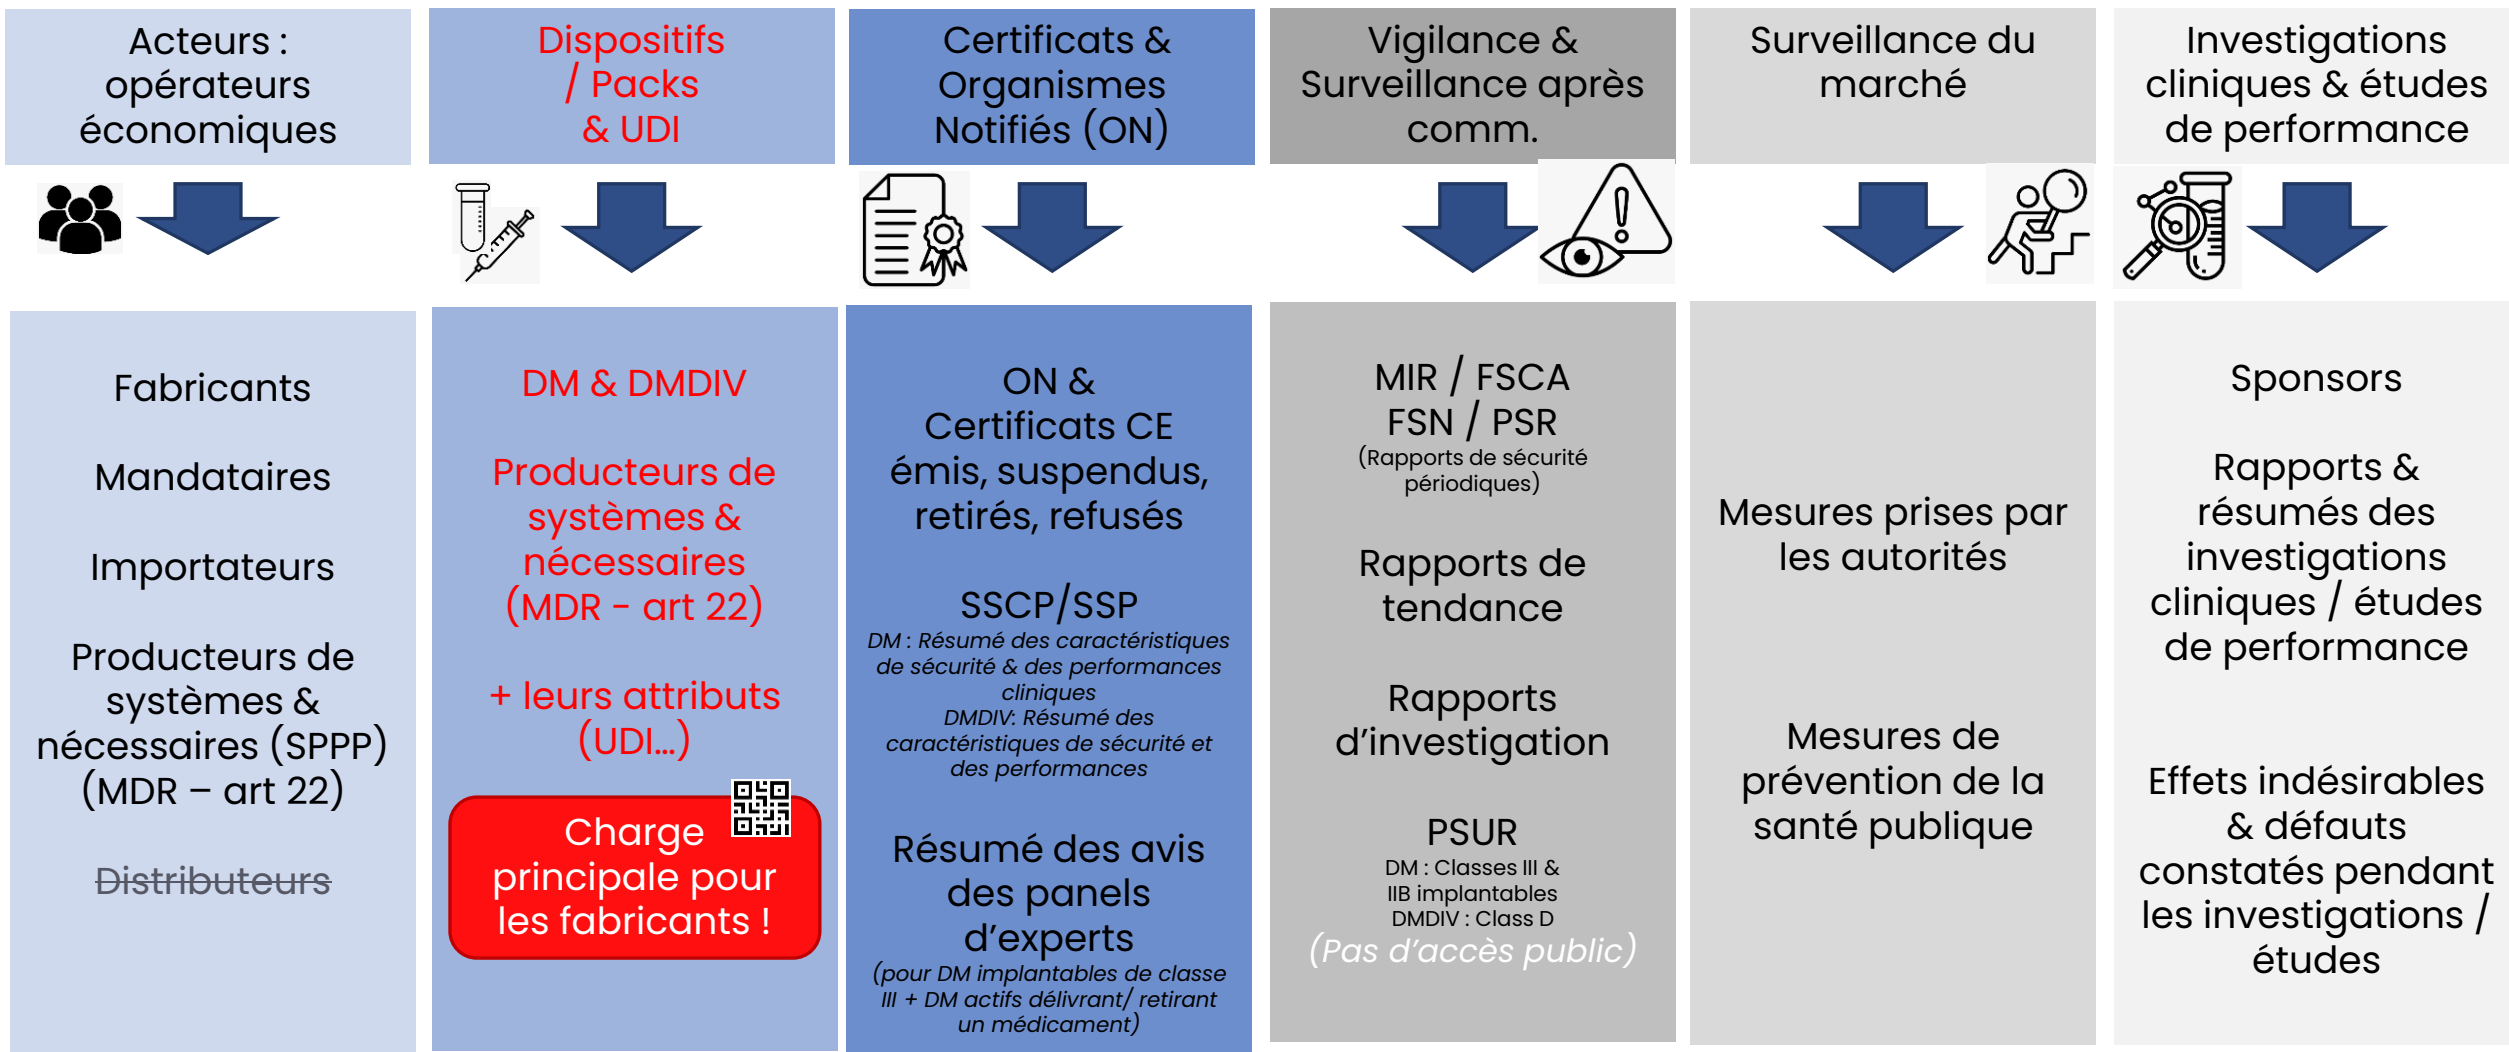 Acteurs :
opérateurs
économiques
Dispositifs
/ Packs
& UDI
Certificats &
Organismes
Notifiés (ON)
Vigilance &
Surveillance après
comm.
Surveillance du
marché
Investigations
cliniques & études
de performance
Fabricants
Mandataires
Importateurs
Producteurs de
systèmes &
nécessaires (SPPP)
(MDR – art 22)
Distributeurs
DM & DMDIV
Producteurs de
systèmes &
nécessaires
(MDR - art 22)
+ leurs attributs
(UDI…)
Charge
principale pour
les fabricants !
ON &
Certificats CE
émis, suspendus,
retirés, refusés
SSCP/SSP
DM : Résumé des caractéristiques
de sécurité & des performances
cliniques
DMDIV: Résumé des
caractéristiques de sécurité et
des performances
Résumé des avis
des panels
d’experts
(pour DM implantables de classe
III + DM actifs délivrant/ retirant
un médicament)
MIR / FSCA
FSN / PSR
(Rapports de sécurité
périodiques)
Rapports de
tendance
Rapports
d’investigation
PSUR
DM : Classes III &
IIB implantables
DMDIV : Class D
(Pas d’accès public)
Mesures prises par
les autorités
Mesures de
prévention de la
santé publique
Sponsors
Rapports &
résumés des
investigations
cliniques / études
de performance
Effets indésirables
& défauts
constatés pendant
les investigations /
études